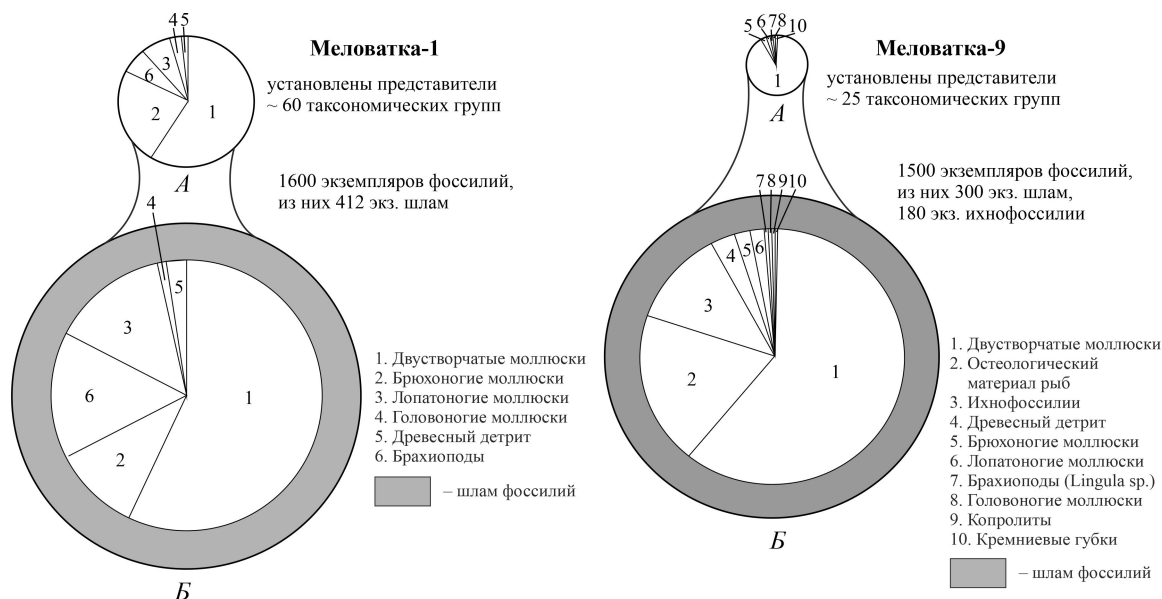 4 5
6
3
2
1
Меловатка-1
установлены представители
~ 60 таксономических групп
А
1600 экземпляров фоссилий,
из них 412 экз. шлам
4
5
3
6
2
1
Б
1. Двустворчатые моллюски
2. Брюхоногие моллюски
3. Лопатоногие моллюски
4. Головоногие моллюски
5. Древесный детрит
6. Брахиоподы
– шлам фоссилий
5 6 7 8 10
1
Меловатка-9
установлены представители
~ 25 таксономических групп
А
1500 экземпляров фоссилий,
из них 300 экз. шлам,
180 экз. ихнофоссилии
7 8 9 10
4 5 6
3
2
1
Б
1. Двустворчатые моллюски
2. Остеологический
материал рыб
3. Ихнофоссилии
4. Древесный детрит
5. Брюхоногие моллюски
6. Лопатоногие моллюски
7. Брахиоподы (Lingula sp.)
8. Головоногие моллюски
9. Копролиты
10. Кремниевые губки
– шлам фоссилий